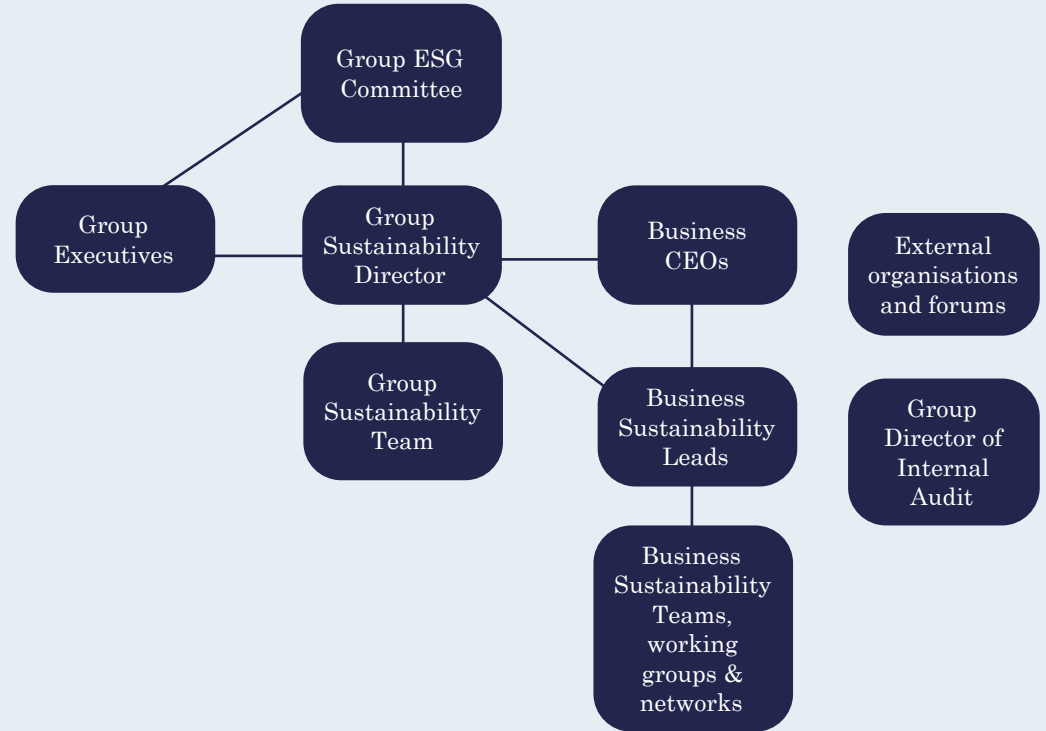 Group ESG
Committee
Group
Executives
Group
Sustainability
Director
Business
CEOs
External
organisations
and forums
Group
Sustainability
Team
Business
Sustainability
Leads
Group
Director of
Internal
Audit
Business
Sustainability
Teams,
working
groups &
networks